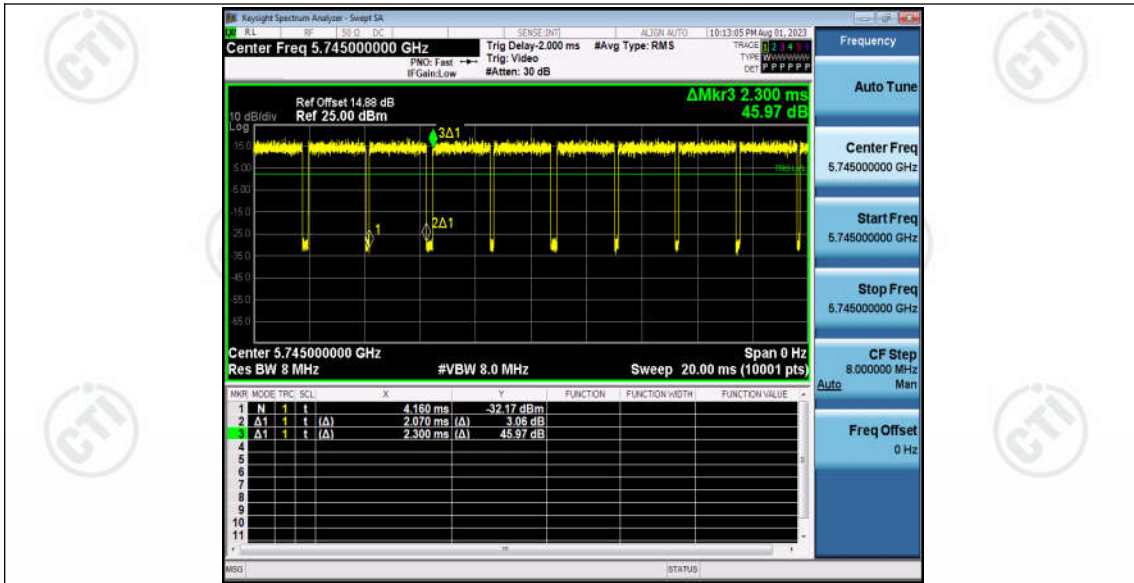 Keysight Spectrum Analyzer - Swept SA
RL RF 50 Ω DC SENSE:INT ALIGN AUTO 10:13:05 PM Aug 01, 2023
Center Freq 5.745000000 GHz Trig Delay-2.000 ms #Avg Type: RMS TRACE 1 2 3 4 5 6
PNO: Fast Trig: Video TYPE WWWWWW
IFGain:Low #Atten: 30 dB DET P P P P P P
Frequency
Auto Tune
Center Freq
5.745000000 GHz
Start Freq
5.745000000 GHz
Stop Freq
5.745000000 GHz
CF Step
8.000000 MHz
Auto Man
Freq Offset
0 Hz
ΔMkr3 2.300 ms
45.97 dB
Ref Offset 14.88 dB
10 dB/div Ref 25.00 dBm
Log
15.0
5.00
-5.00
-15.0
-25.0
-35.0
-45.0
-55.0
-65.0
3Δ1
1
2Δ1
Center 5.745000000 GHz Span 0 Hz
Res BW 8 MHz #VBW 8.0 MHz Sweep 20.00 ms (10001 pts)
MKR MODE TRC SCL X Y FUNCTION FUNCTION WIDTH FUNCTION VALUE
1 N 1 t 4.160 ms -32.17 dBm
2 Δ1 1 t (Δ) 2.070 ms (Δ) 3.06 dB
3 Δ1 1 t (Δ) 2.300 ms (Δ) 45.97 dB
4
5
6
7
8
9
10
11
MSG STATUS
CTI
CTI
CTI
CTI